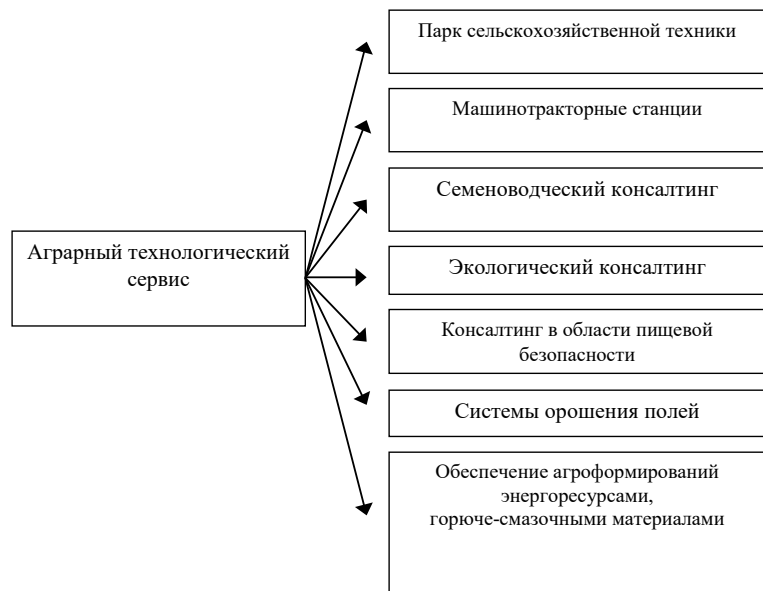 Парк сельскохозяйственной техники
Машинотракторные станции
Семеноводческий консалтинг
Аграрный технологический
сервис
Экологический консалтинг
Консалтинг в области пищевой
безопасности
Системы орошения полей
Обеспечение агроформирований
энергоресурсами,
горюче-смазочными материалами